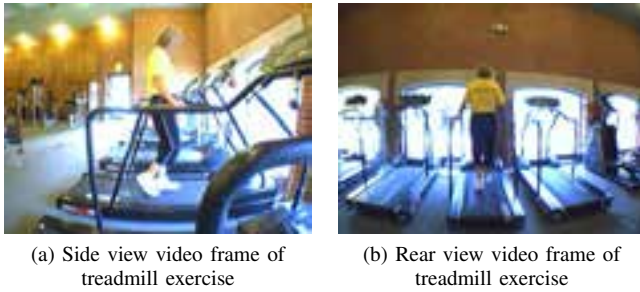 (a) Side view video frame of
treadmill exercise
(b) Rear view video frame of
treadmill exercise